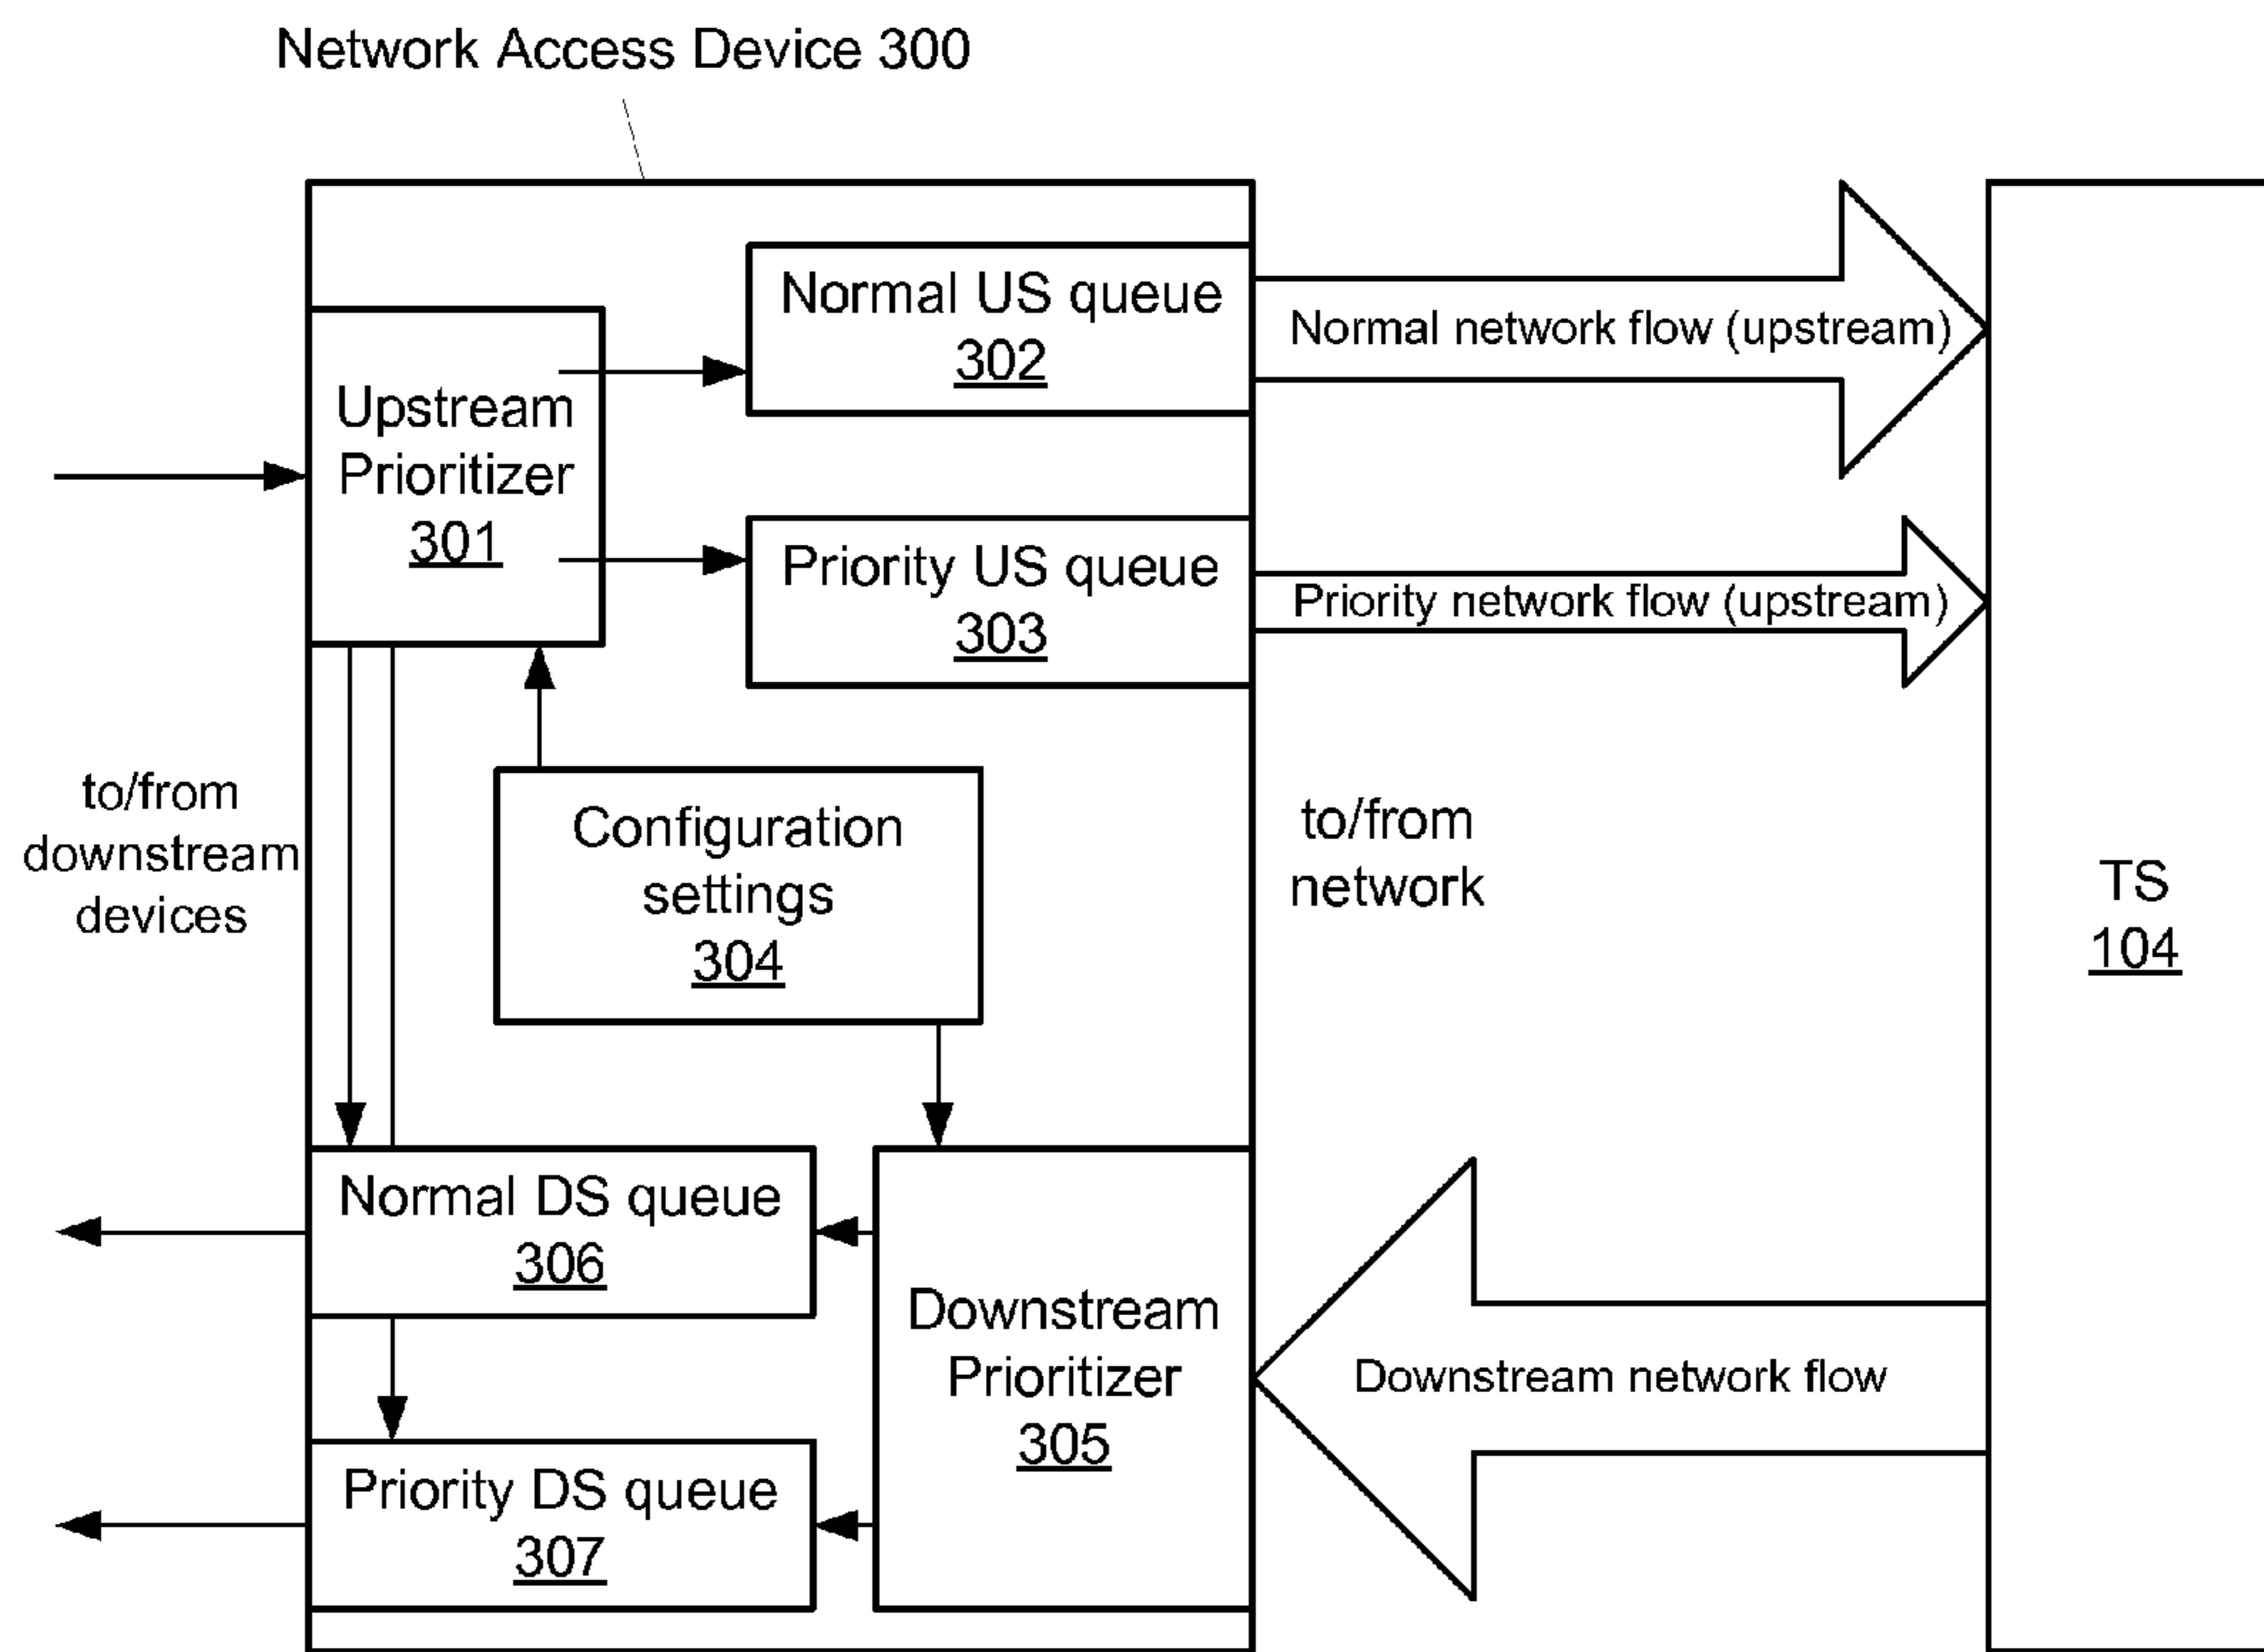 Network Access Device 300
Normal US queue
302
Normal network flow (upstream)
Upstream
Prioritizer
301
Priority US queue
303
Priority network flow (upstream)
to/from
downstream
devices
Configuration
settings
304
to/from
network
TS
104
Normal DS queue
306
Downstream
Prioritizer
305
Downstream network flow
Priority DS queue
307